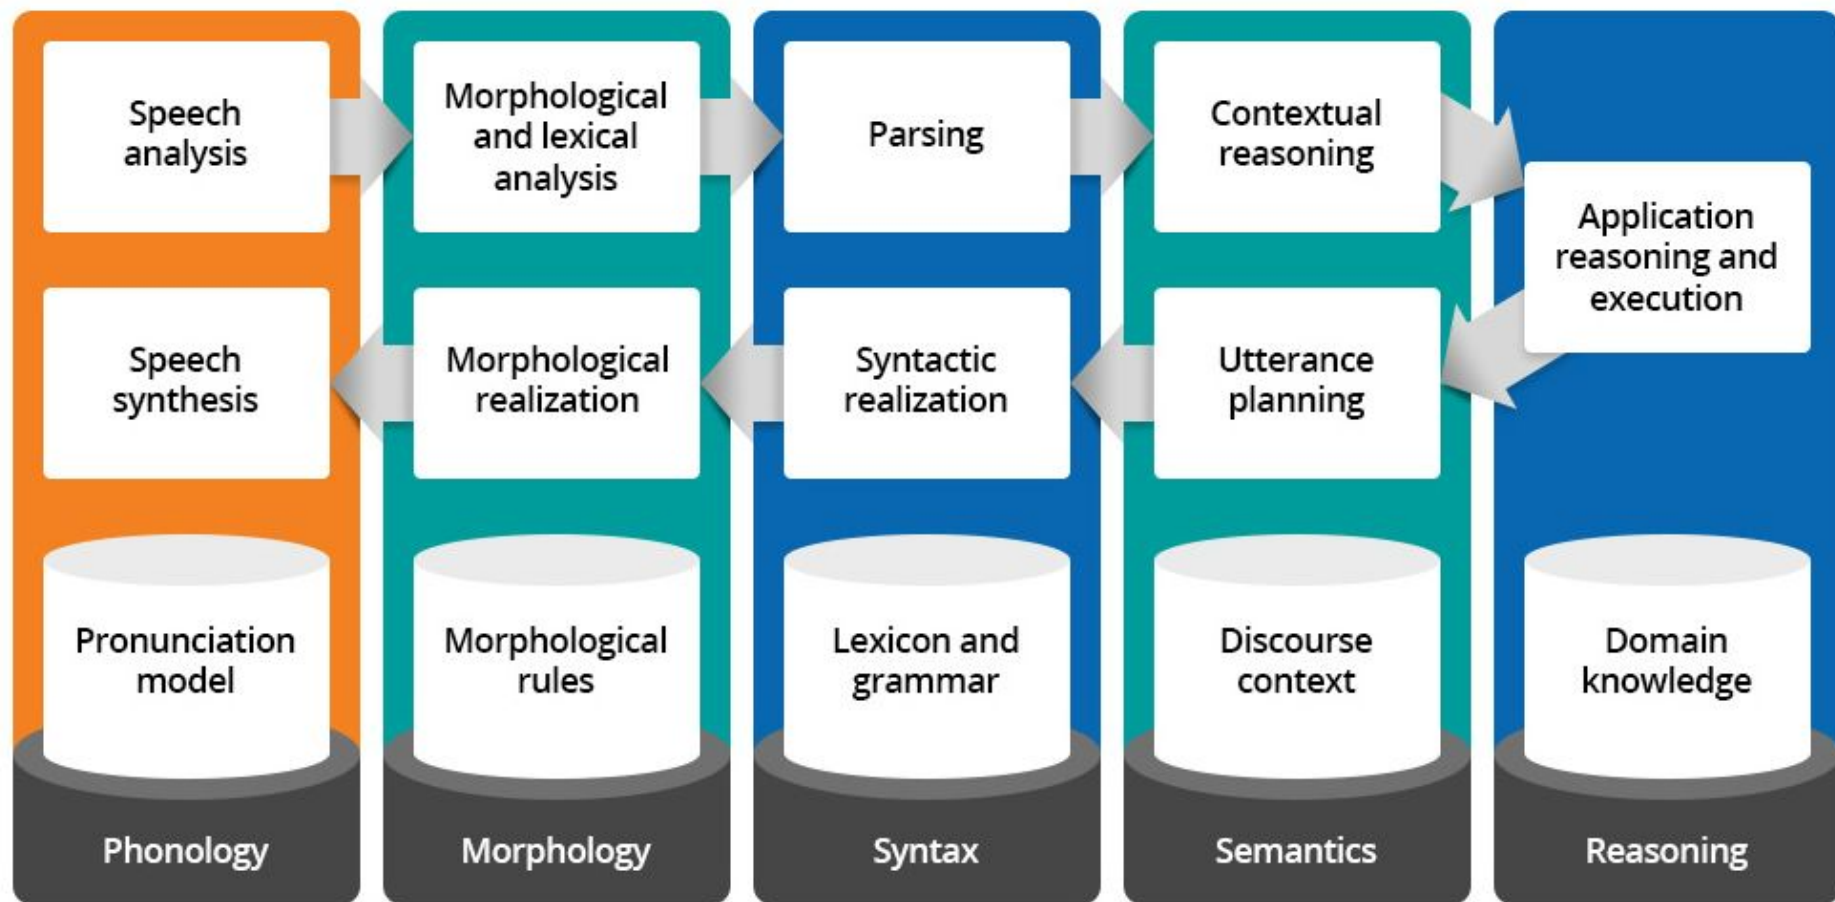 Speech
analysis
Morphological
and lexical
analysis
Parsing
Contextual
reasoning
Application
reasoning and
execution
Speech
synthesis
Morphological
realization
Syntactic
realization
Utterance
planning
Pronunciation
model
Morphological
rules
Lexicon and
grammar
Discourse
context
Domain
knowledge
Phonology
Morphology
Syntax
Semantics
Reasoning